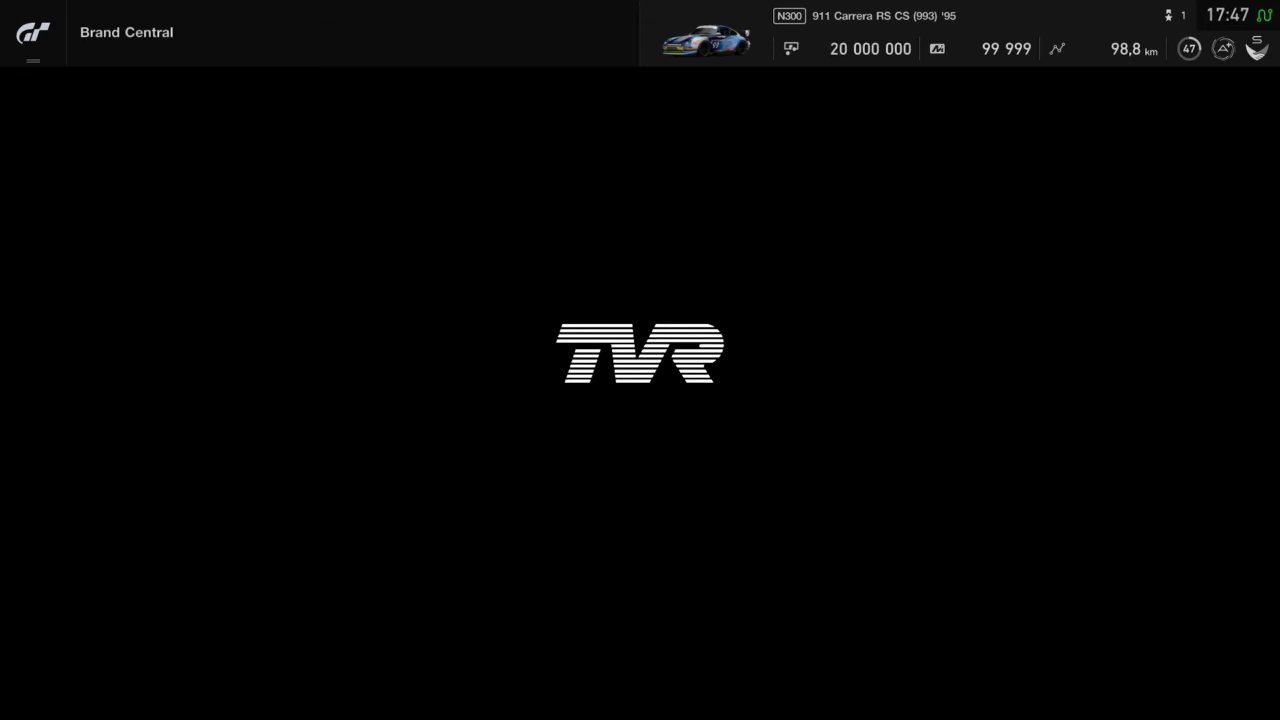 GT
Brand Central
N300 911 Carrera RS CS (993) '95
1
17:47
20 000 000
99 999
98,8 km
47
A+
S
TVR